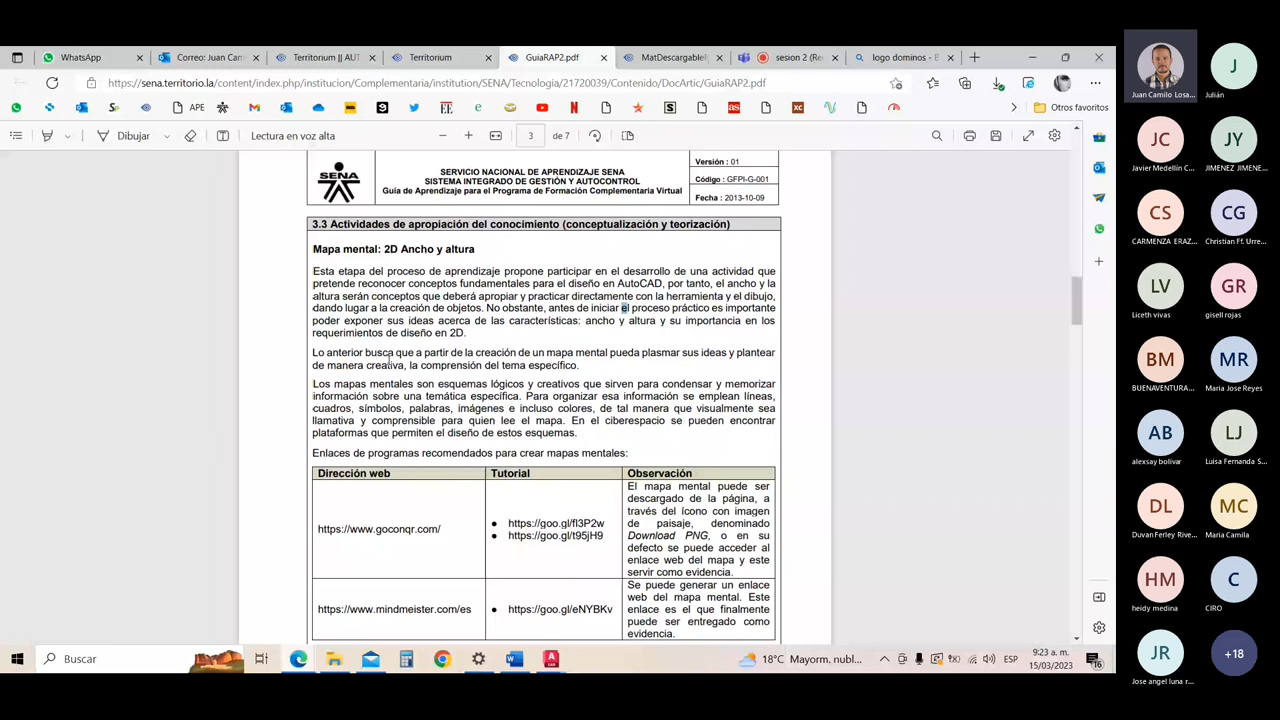 WhatsApp
Correo: Juan Cam
Territorium || AUT
Territorium
GuiaRAP2.pdf
sesion 2 (Re
logo dominos - B
https://sena.territorio.la/content/index.php/institucion/Complementaria/institution/SENA/Tecnologia/21720039/Contenido/DocArtic/GuiaRAP2.pdf
APE
Otros favoritos
Dibujar
Lectura en voz alta
3
de 7
SENA
SERVICIO NACIONAL DE APRENDIZAJE SENA
SISTEMA INTEGRADO DE GESTIÓN Y AUTOCONTROL
Guía de Aprendizaje para el Programa de Formación Complementaria Virtual
Versión : 01
Código : GFPI-G-001
Fecha : 2013-10-09
3.3 Actividades de apropiación del conocimiento (conceptualización y teorización)
Mapa mental: 2D Ancho y altura
Esta etapa del proceso de aprendizaje propone participar en el desarrollo de una actividad que
pretende reconocer conceptos fundamentales para el diseño en AutoCAD, por tanto, el ancho y la
altura serán conceptos que deberá apropiar y practicar directamente con la herramienta y el dibujo,
dando lugar a la creación de objetos. No obstante, antes de iniciar el proceso práctico es importante
poder exponer sus ideas acerca de las características: ancho y altura y su importancia en los
requerimientos de diseño en 2D.
Lo anterior busca que a partir de la creación de un mapa mental pueda plasmar sus ideas y plantear
de manera creativa, la comprensión del tema específico.
Los mapas mentales son esquemas lógicos y creativos que sirven para condensar y memorizar
información sobre una temática específica. Para organizar esa información se emplean líneas,
cuadros, símbolos, palabras, imágenes e incluso colores, de tal manera que visualmente sea
llamativa y comprensible para quien lee el mapa. En el ciberespacio se pueden encontrar
plataformas que permiten el diseño de estos esquemas.
Enlaces de programas recomendados para crear mapas mentales:
Dirección web
Tutorial
Observación
https://www.goconqr.com/
● https://goo.gl/fl3P2w
● https://goo.gl/t95jH9
El mapa mental puede ser
descargado de la página, a
través del ícono con imagen
de paisaje, denominado
Download PNG, o en su
defecto se puede acceder al
enlace web del mapa y este
servir como evidencia.
https://www.mindmeister.com/es
● https://goo.gl/eNYBKv
Se puede generar un enlace
web del mapa mental. Este
enlace es el que finalmente
puede ser entregado como
evidencia.
Buscar
18°C Mayorm. nubl...
ESP
9:23 a. m.
15/03/2023
16
Juan Camilo Losa...
J
Julián
JC
Javier Medellín C...
JY
JIMENEZ JIMENE...
CS
CARMENZA ERAZ...
CG
Christian Ff. Urre...
LV
Liceth vivas
GR
gisell rojas
BM
BUENAVENTURA...
MR
Maria Jose Reyes
AB
alexsay bolivar
LJ
Luisa Fernanda S...
DL
Duvan Ferley Rive...
MC
Maria Camila
HM
heidy medina
C
CIRO
JR
Jose angel luna r...
+18